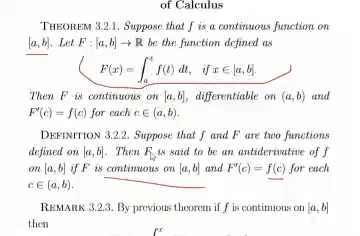 of Calculus
THEOREM 3.2.1. Suppose that f is a continuous function on
[a, b]. Let F : [a, b] → ℝ be the function defined as
F(x) = ∫ₐˣ f(t) dt, if x ∈ [a, b].
Then F is continuous on [a, b], differentiable on (a, b) and
F′(c) = f(c) for each c ∈ (a, b).
DEFINITION 3.2.2. Suppose that f and F are two functions
defined on [a, b]. Then F is said to be an antiderivative of f
on [a, b] if F is continuous on [a, b] and F′(c) = f(c) for each
c ∈ (a, b).
REMARK 3.2.3. By previous theorem if f is continuous on [a, b]
then